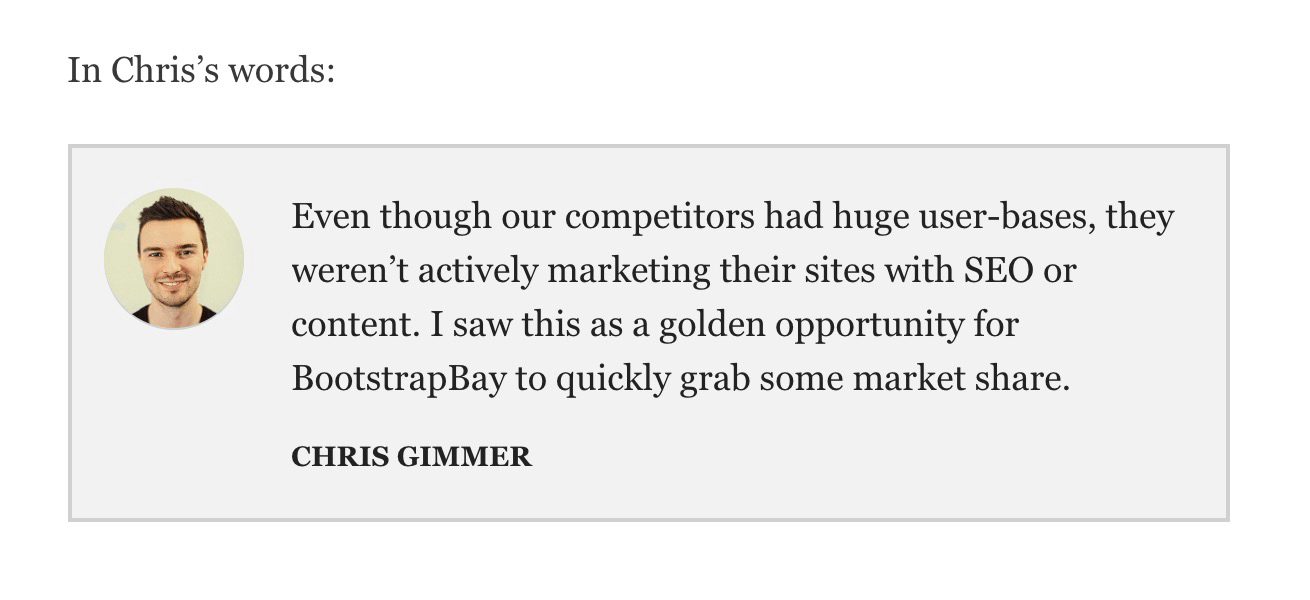 In Chris’s words:
Even though our competitors had huge user-bases, they
weren’t actively marketing their sites with SEO or
content. I saw this as a golden opportunity for
BootstrapBay to quickly grab some market share.
CHRIS GIMMER